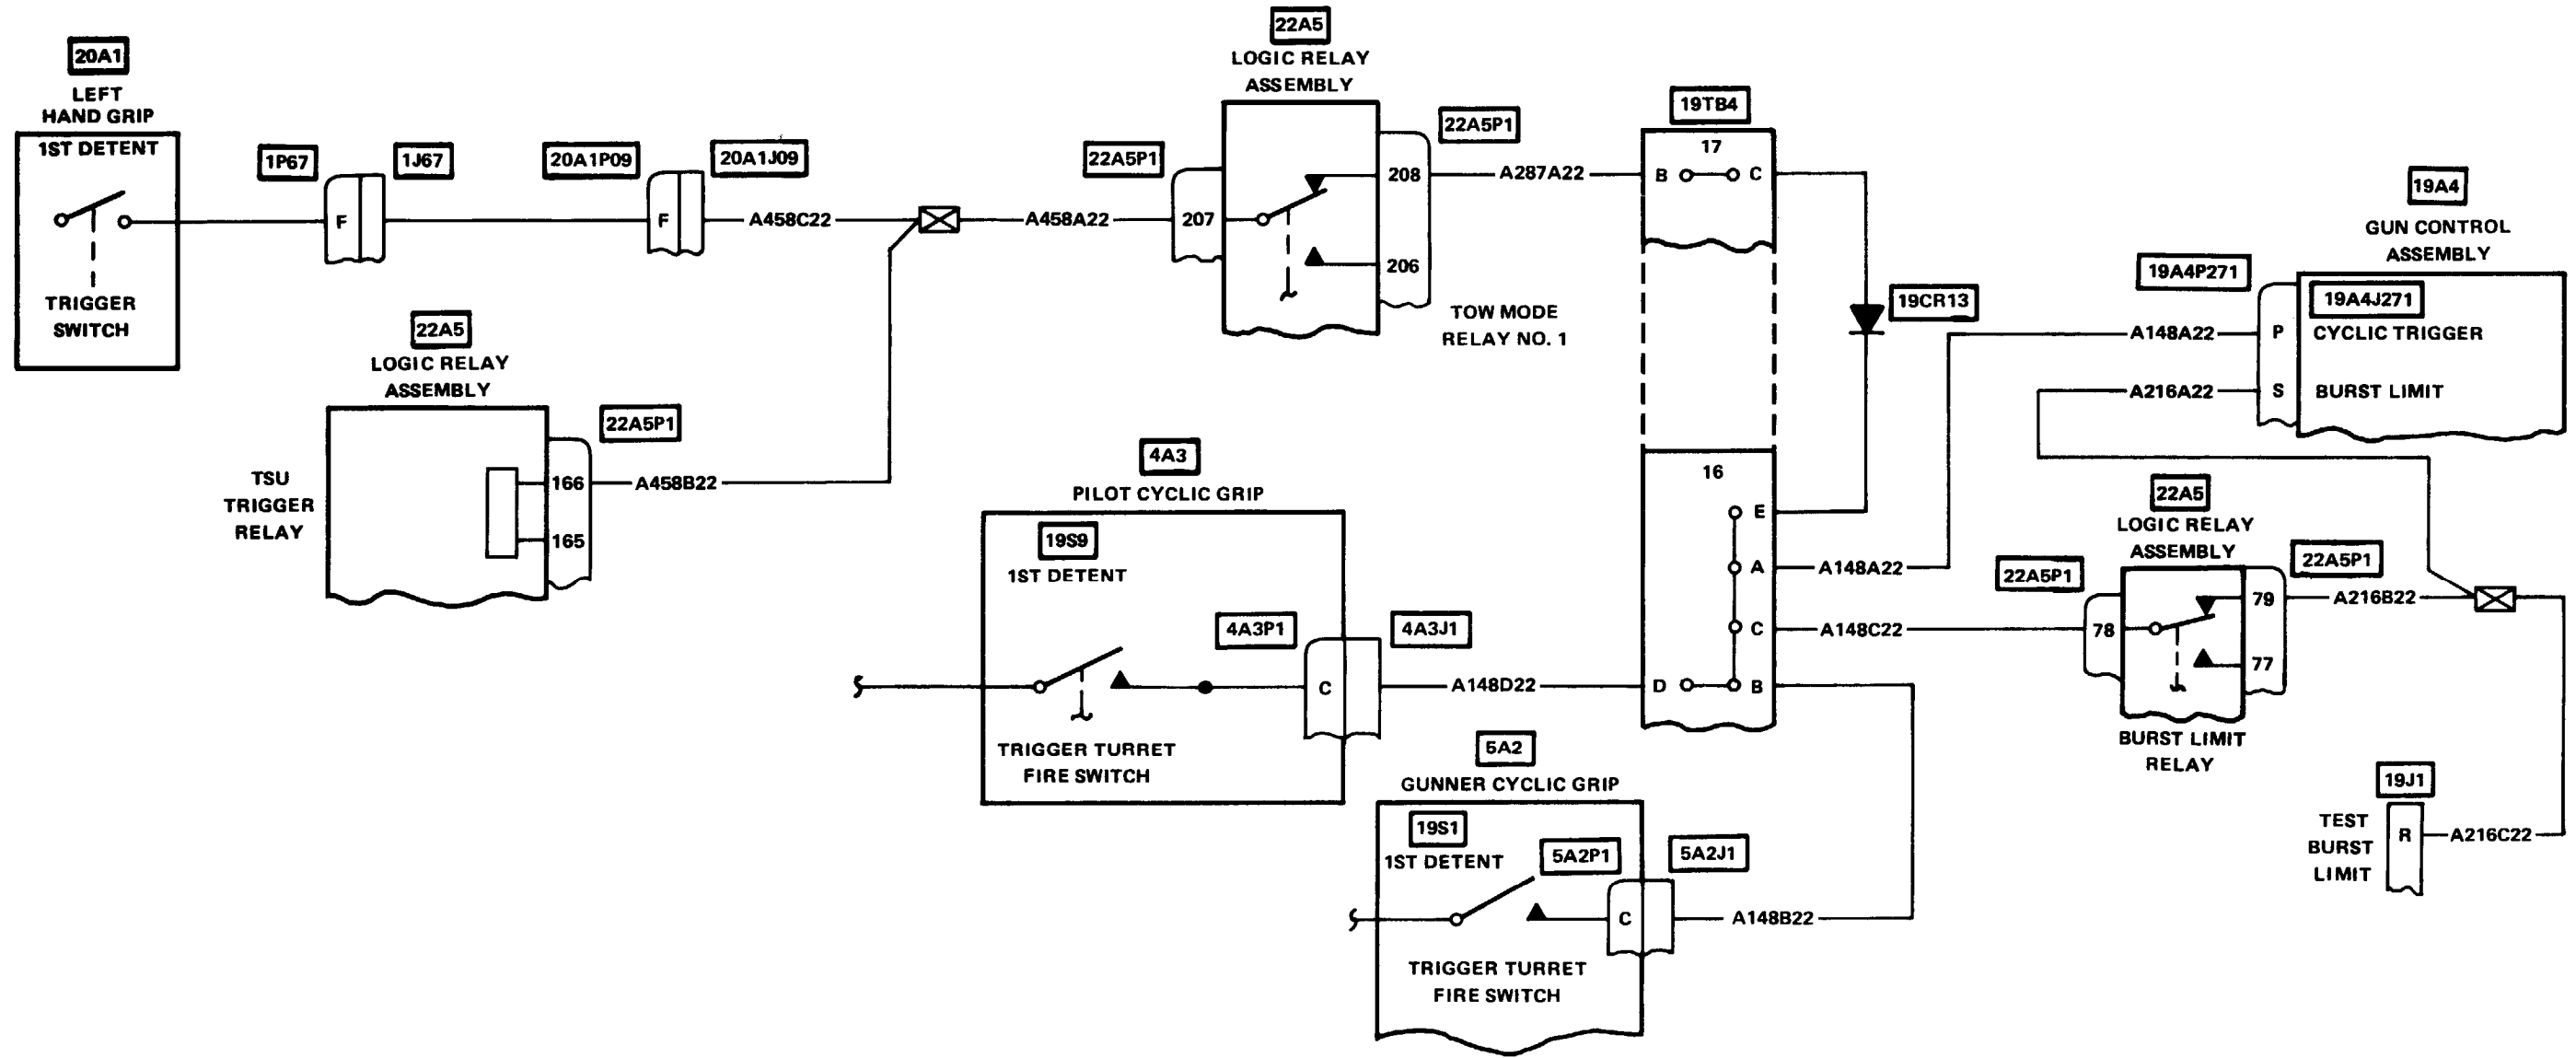 20A1
LEFT
HAND GRIP
1ST DETENT
TRIGGER
SWITCH
1P67
1J67
F
20A1P09
20A1J09
F
A458C22
A458A22
22A5
LOGIC RELAY
ASSEMBLY
22A5P1
207
22A5P1
208
206
TOW MODE
RELAY NO. 1
A287A22
19TB4
17
B
C
19CR13
22A5
LOGIC RELAY
ASSEMBLY
TSU
TRIGGER
RELAY
22A5P1
166
165
A458B22
4A3
PILOT CYCLIC GRIP
19S9
1ST DETENT
4A3P1
4A3J1
C
TRIGGER TURRET
FIRE SWITCH
A148D22
16
E
A
C
D
B
A148A22
A148C22
5A2
GUNNER CYCLIC GRIP
19S1
1ST DETENT
5A2P1
5A2J1
C
A148B22
TRIGGER TURRET
FIRE SWITCH
19A4
GUN CONTROL
ASSEMBLY
19A4P271
19A4J271
A148A22
P
CYCLIC TRIGGER
A216A22
S
BURST LIMIT
22A5
LOGIC RELAY
ASSEMBLY
22A5P1
22A5P1
78
79
77
A216B22
BURST LIMIT
RELAY
19J1
TEST
BURST
LIMIT
R
A216C22